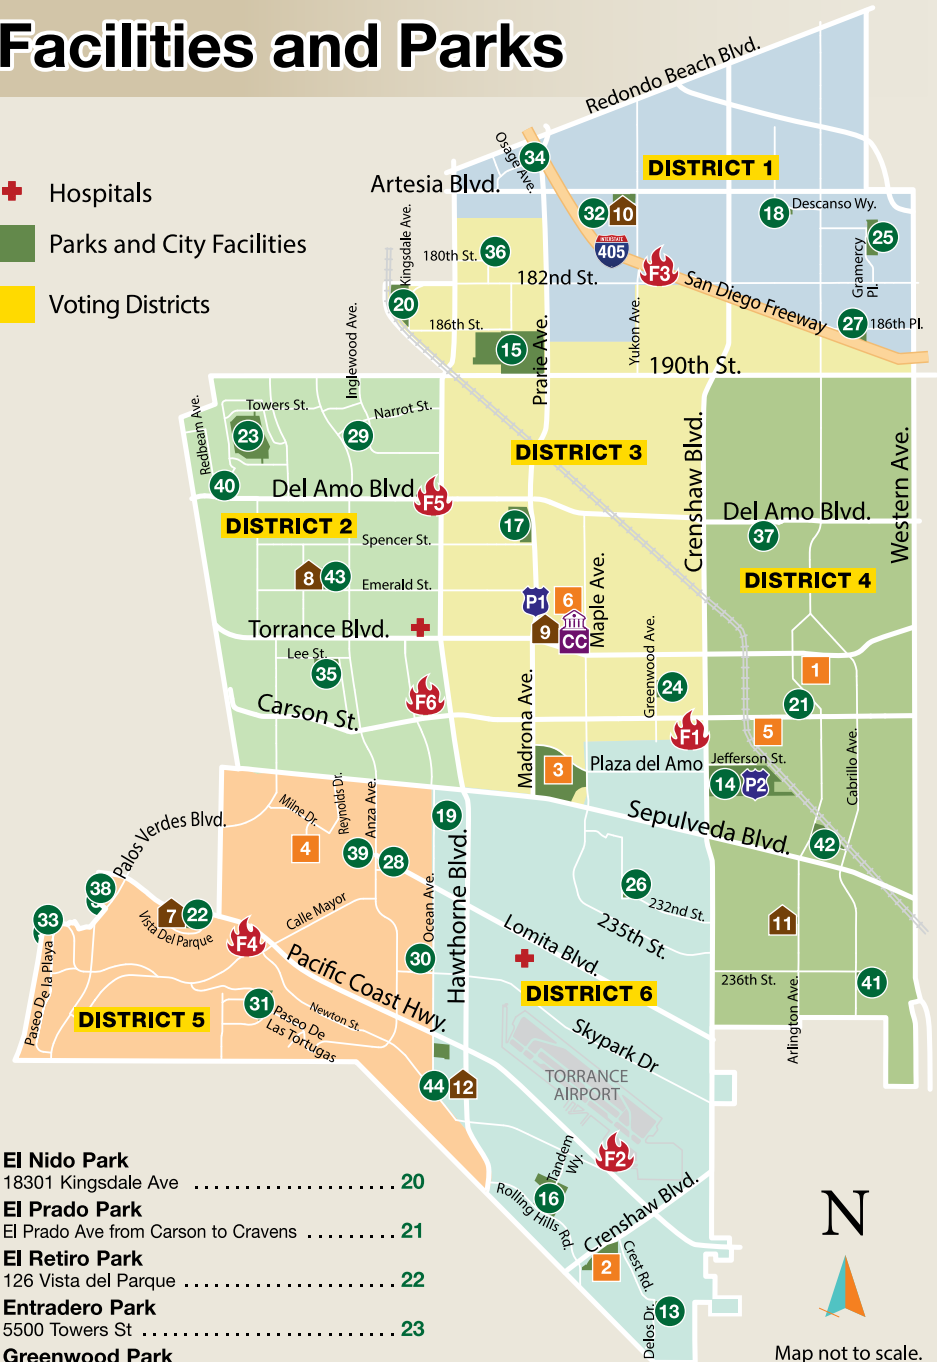 Facilities and Parks
Hospitals
Parks and City Facilities
Voting Districts
Redondo Beach Blvd.
Osage Ave.
34
DISTRICT 1
Artesia Blvd.
32
10
18
Descanso Wy.
25
Kingsdale Ave.
180th St.
36
INTERSTATE
405
F3
Gramercy
Pl.
182nd St.
San Diego Freeway
20
186th St.
27
186th Pl.
Inglewood Ave.
15
Prarie Ave.
Yukon Ave.
190th St.
Redbeam Ave.
Towers St.
Narrot St.
23
29
DISTRICT 3
Crenshaw Blvd.
Western Ave.
40
Del Amo Blvd.
F5
DISTRICT 2
17
Del Amo Blvd.
37
Spencer St.
8
43
Emerald St.
Maple Ave.
DISTRICT 4
P1
6
Torrance Blvd.
9
CC
Greenwood Ave.
Lee St.
35
1
F6
24
21
Carson St.
Madrona Ave.
F1
5
3
Plaza del Amo
Jefferson St.
14
P2
Cabrillo Ave.
Milne Dr.
Reynolds Dr.
Anza Ave.
19
Sepulveda Blvd.
42
Palos Verdes Blvd.
4
39
28
Hawthorne Blvd.
38
26
232nd St.
33
7
22
Vista Del Parque
Calle Mayor
Ocean Ave.
235th St.
11
F4
Lomita Blvd.
Paseo De la Playa
Pacific Coast Hwy.
30
236th St.
41
31
DISTRICT 6
DISTRICT 5
Paseo De
Las Tortugas
Newton St.
Skypark Dr
Arlington Ave.
44
12
TORRANCE
AIRPORT
Tandem
Wy.
F2
16
Rolling Hills Rd.
Crenshaw Blvd.
2
Crest Rd.
13
Delos Dr.
El Nido Park
18301 Kingsdale Ave . . . . . . . . . . . . . . . . . . . . . . . 20
El Prado Park
El Prado Ave from Carson to Cravens . . . . . . . . . 21
El Retiro Park
126 Vista del Parque . . . . . . . . . . . . . . . . . . . . . . . . 22
Entradero Park
5500 Towers St . . . . . . . . . . . . . . . . . . . . . . . . . . . . 23
Greenwood Park
N
Map not to scale.